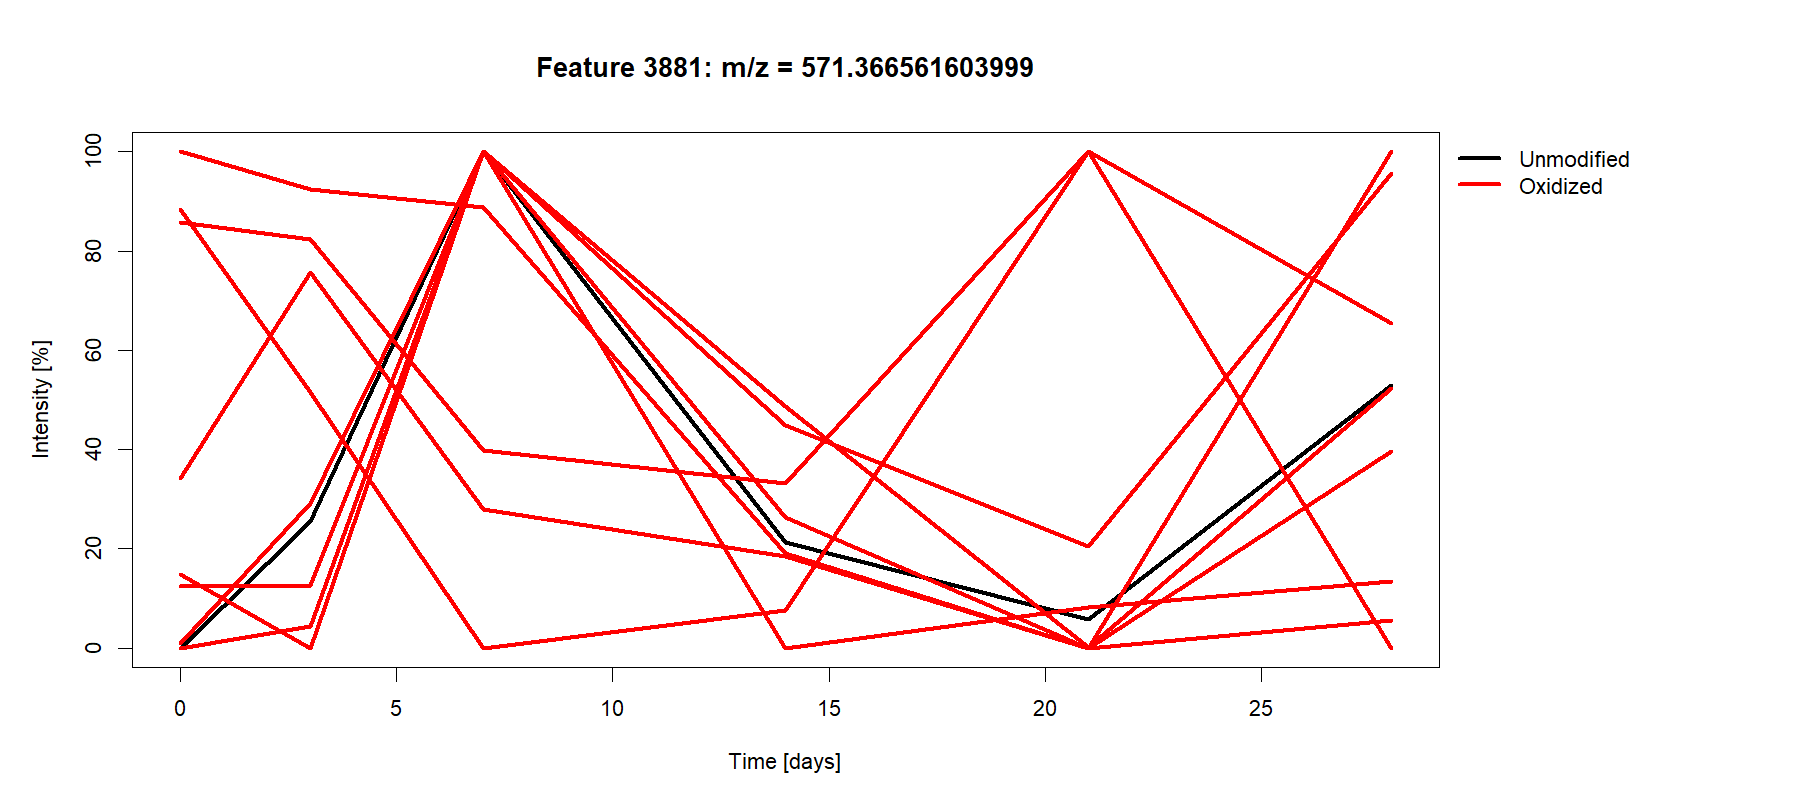 Feature 3881: m/z = 571.366561603999
Unmodified
Oxidized
Intensity [%]
100
80
60
40
20
0
0 5 10 15 20 25
Time [days]